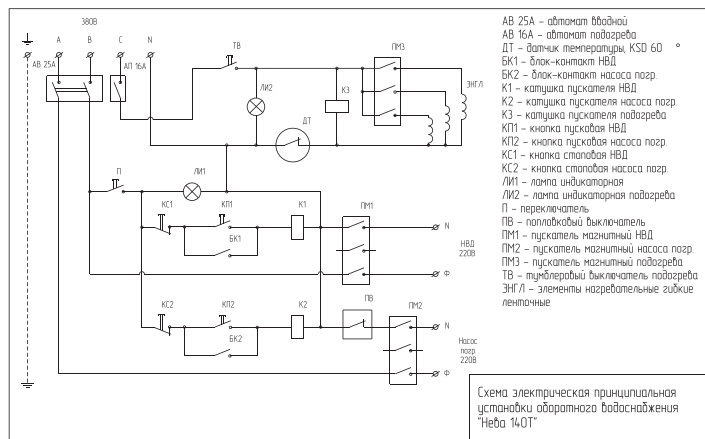 380В
А В С N
АВ 25А
АП 16А
ТВ
ЛИ2
ДТ
К3
ПМ3
ЭНГЛ
П
ЛИ1
КС1
КП1
БК1
К1
ПМ1
N
НВД
220В
Ф
КС2
КП2
БК2
К2
ПВ
ПМ2
N
Насос
погр.
220В
Ф
АВ 25А – автомат вводной
АВ 16А – автомат подогрева
ДТ – датчик температуры, KSD 60 °
БК1 – блок-контакт НВД
БК2 – блок-контакт насоса погр.
К1 – катушка пускателя НВД
К2 – катушка пускателя насоса погр.
К3 – катушка пускателя подогрева
КП1 – кнопка пусковая НВД
КП2 – кнопка пусковая насоса погр.
КС1 – кнопка стоповая НВД
КС2 – кнопка стоповая насоса погр.
ЛИ1 – лампа индикаторная
ЛИ2 – лампа индикаторная подогрева
П – переключатель
ПВ – попловковый выключатель
ПМ1 – пускатель магнитный НВД
ПМ2 – пускатель магнитный насоса погр.
ПМ3 – пускатель магнитный подогрева
ТВ – тумблеровый выключатель подогрева
ЭНГЛ – элементы нагревательные гибкие
ленточные
Схема электрическая принципиальная
установки оборотного водоснабжения
"Нева 140Т"